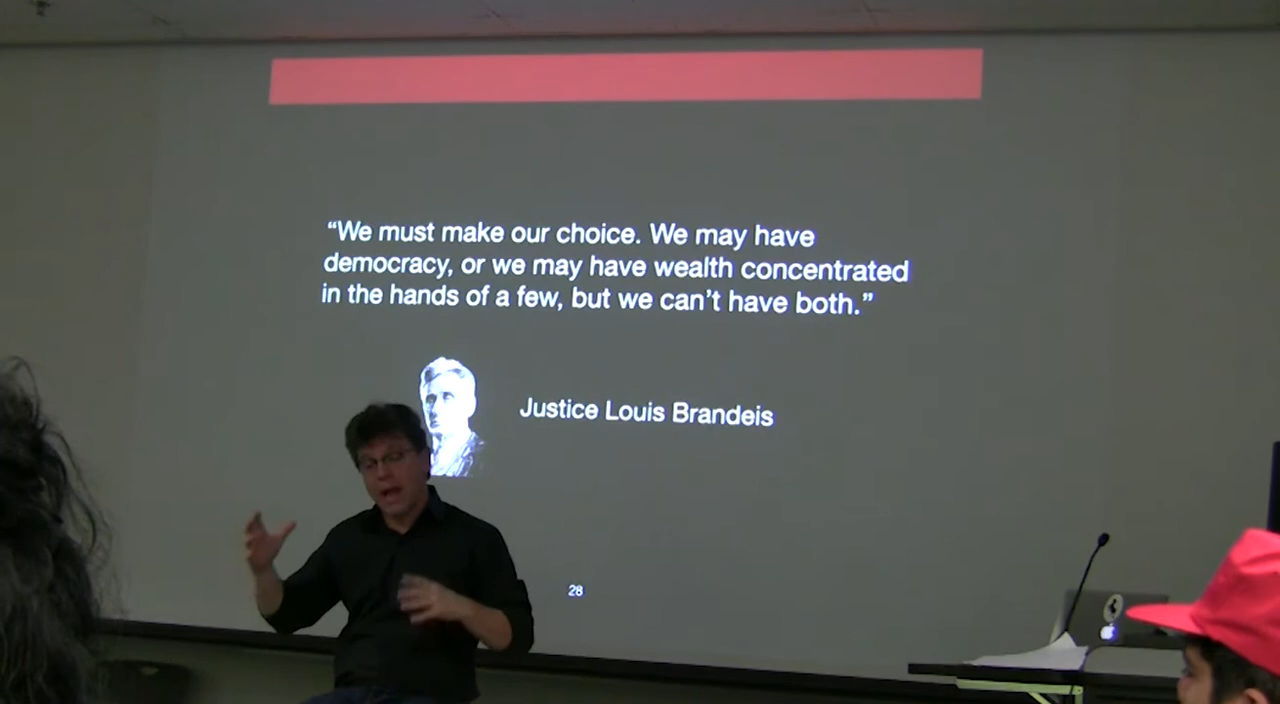 “We must make our choice. We may have
democracy, or we may have wealth concentrated
in the hands of a few, but we can’t have both.”
Justice Louis Brandeis
28